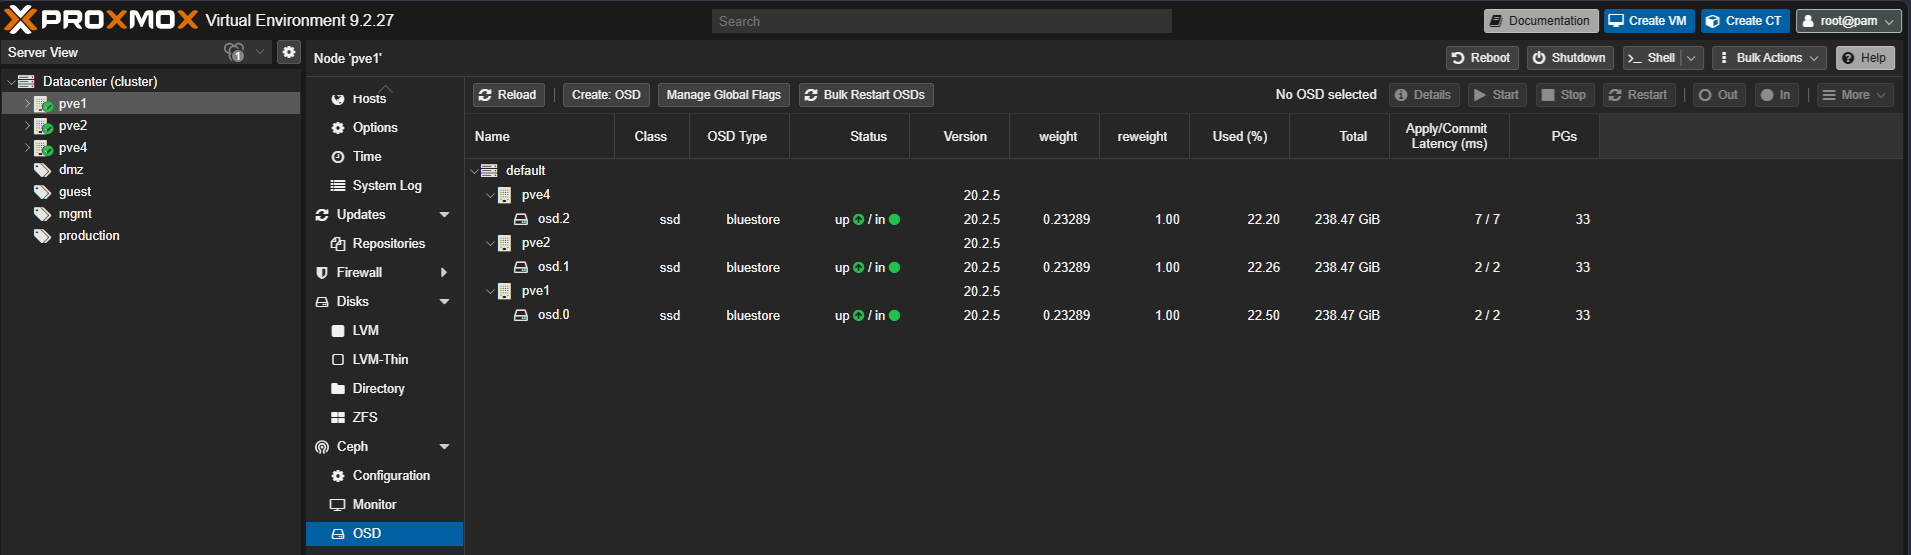 PROXMOX Virtual Environment 9.2.27
Search
Documentation
Create VM
Create CT
root@pam
Server View
1
Node 'pve1'
Reboot
Shutdown
Shell
Bulk Actions
Help
Datacenter (cluster)
pve1
pve2
pve4
dmz
guest
mgmt
production
Hosts
Options
Time
System Log
Updates
Repositories
Firewall
Disks
LVM
LVM-Thin
Directory
ZFS
Ceph
Configuration
Monitor
OSD
Reload
Create: OSD
Manage Global Flags
Bulk Restart OSDs
No OSD selected
Details
Start
Stop
Restart
Out
In
More
Name Class OSD Type Status Version weight reweight Used (%) Total Apply/Commit Latency (ms) PGs
default
pve4 20.2.5
osd.2 ssd bluestore up / in 20.2.5 0.23289 1.00 22.20 238.47 GiB 7 / 7 33
pve2 20.2.5
osd.1 ssd bluestore up / in 20.2.5 0.23289 1.00 22.26 238.47 GiB 2 / 2 33
pve1 20.2.5
osd.0 ssd bluestore up / in 20.2.5 0.23289 1.00 22.50 238.47 GiB 2 / 2 33